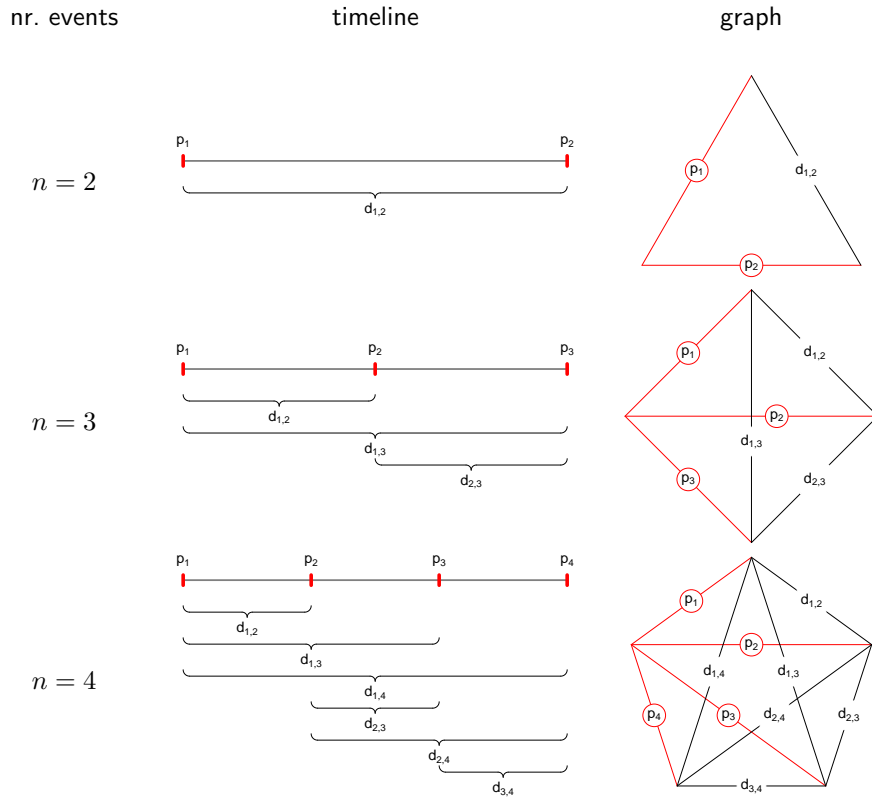 nr. events timeline graph
n = 2
p₁ p₂
d₁,₂
p₁ d₁,₂
p₂
n = 3
p₁ p₂ p₃
d₁,₂
d₁,₃
d₂,₃
p₁ d₁,₂
p₂
d₁,₃
p₃ d₂,₃
n = 4
p₁ p₂ p₃ p₄
d₁,₂
d₁,₃
d₁,₄
d₂,₃
d₂,₄
d₃,₄
p₁ d₁,₂
p₂
d₁,₄ d₁,₃
p₄ p₃ d₂,₄ d₂,₃
d₃,₄